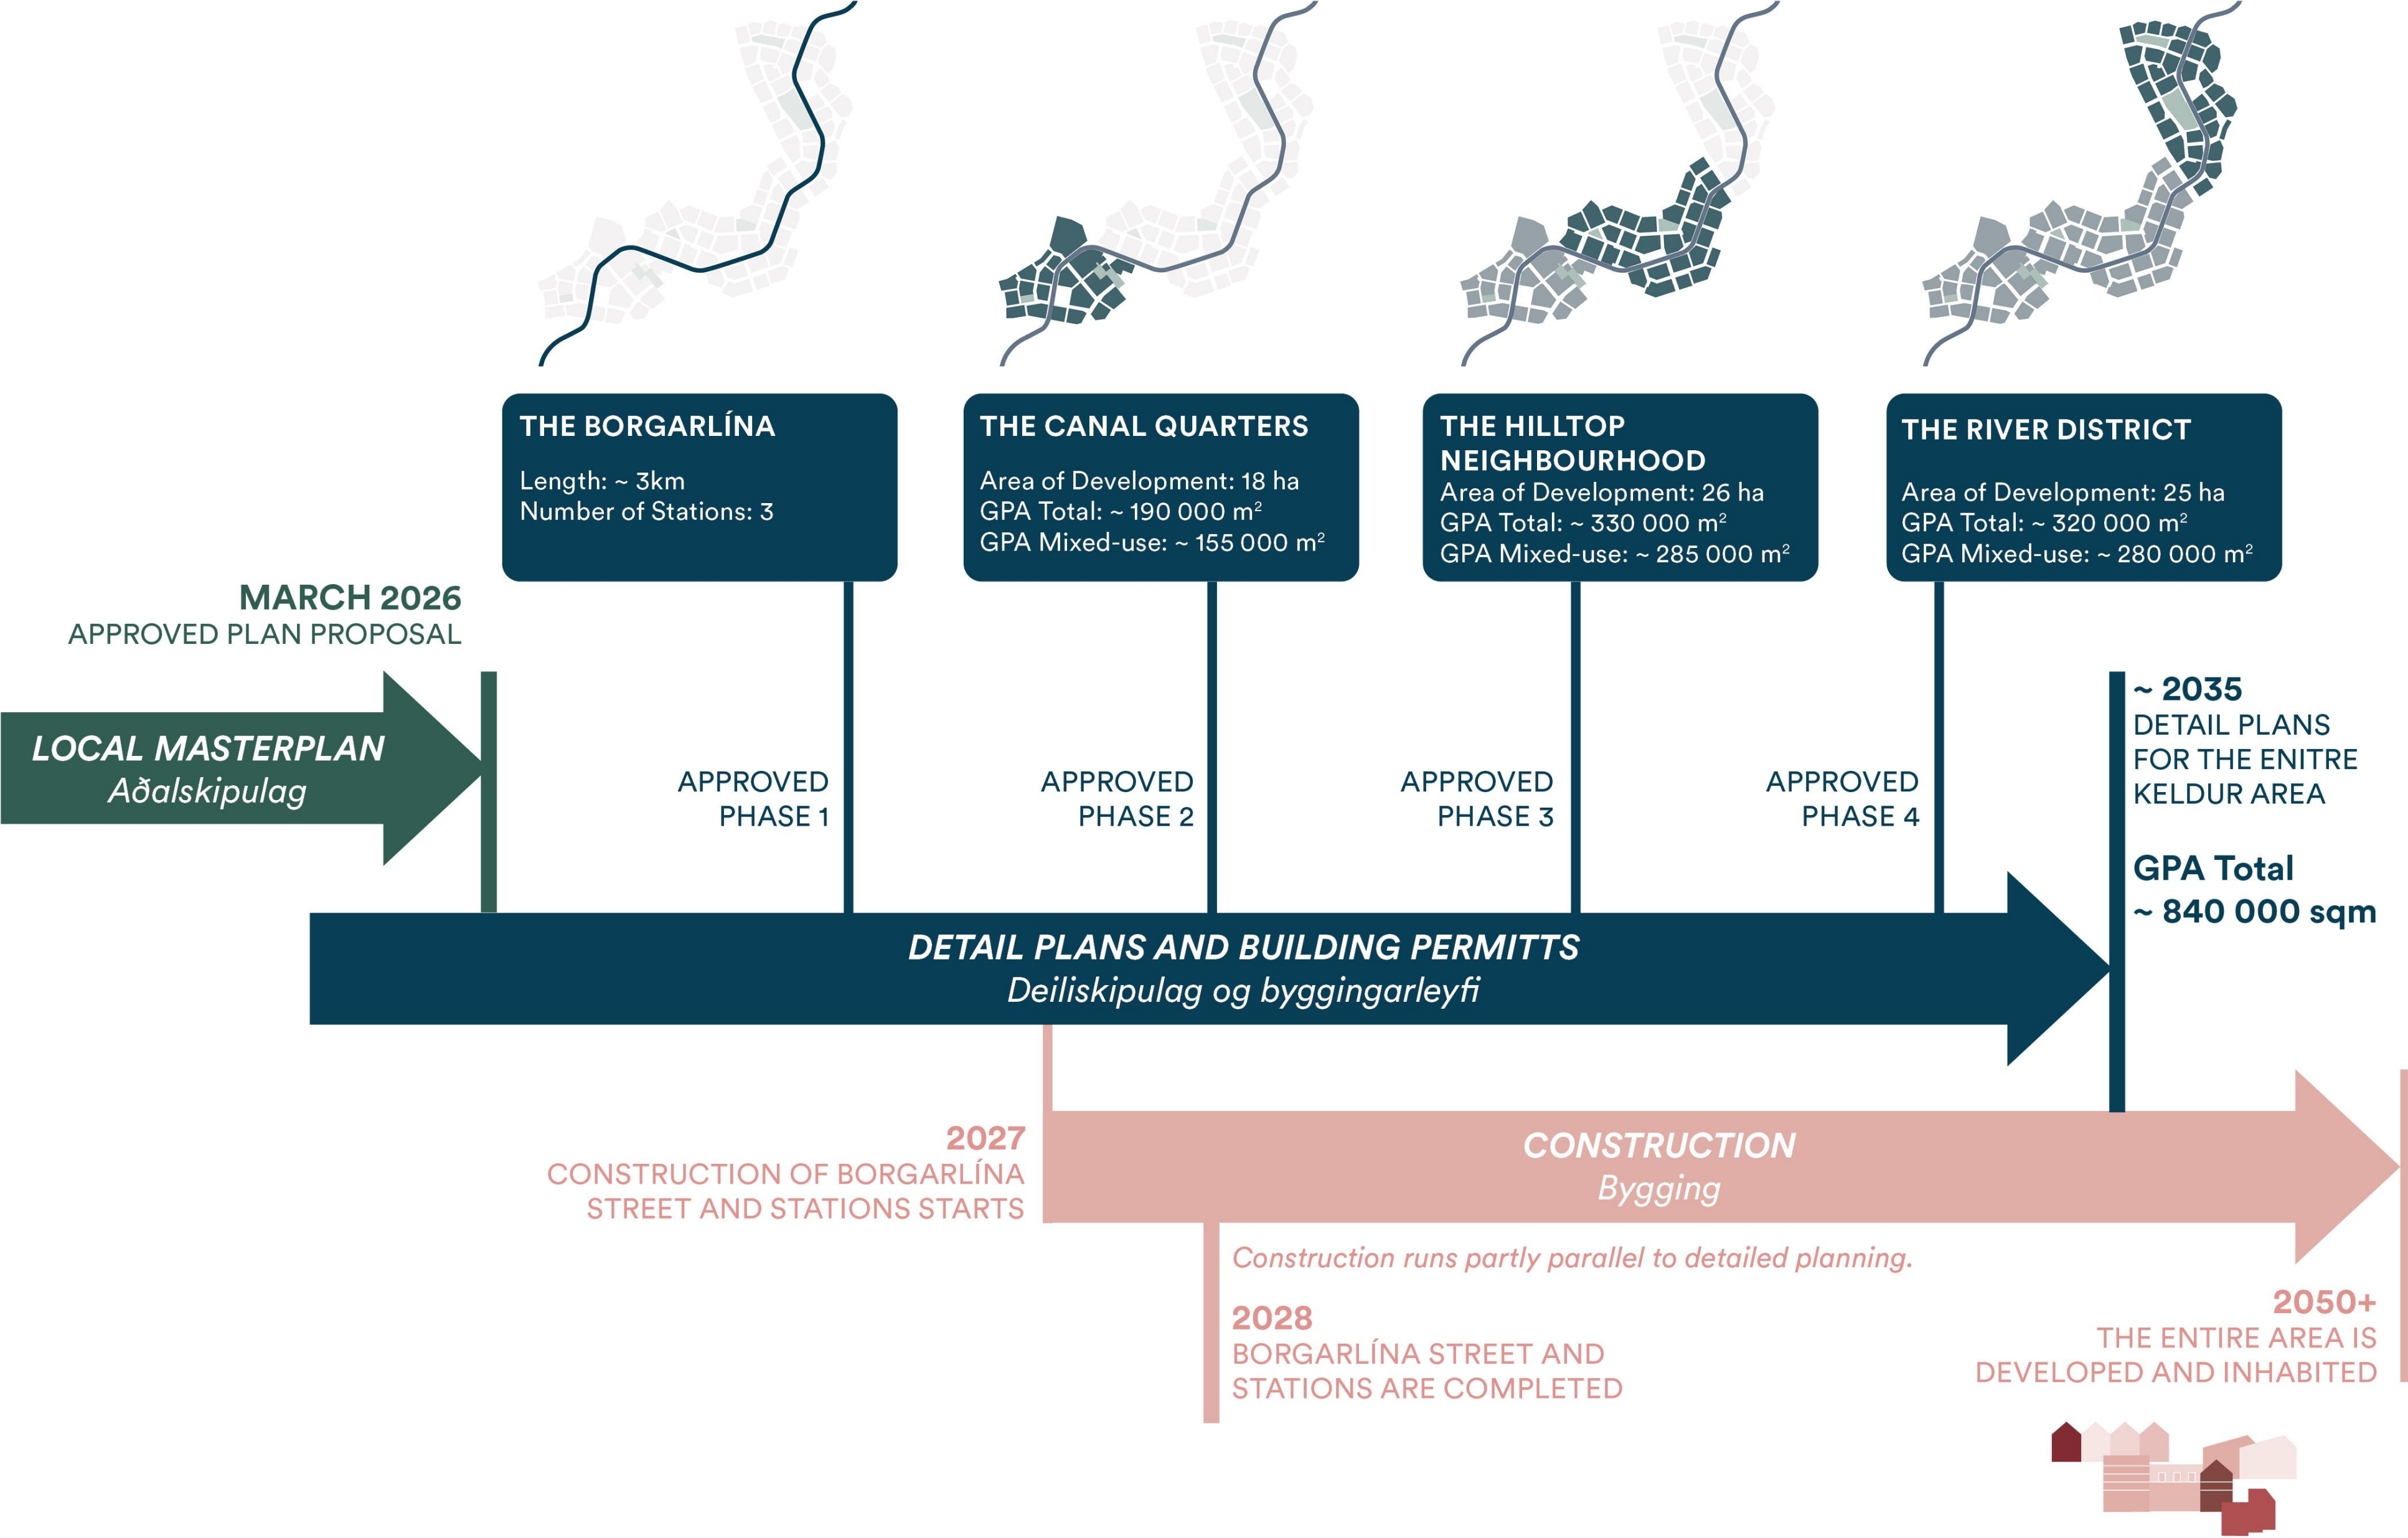 THE BORGARLÍNA
Length: ~ 3km
Number of Stations: 3
THE CANAL QUARTERS
Area of Development: 18 ha
GPA Total: ~ 190 000 m²
GPA Mixed-use: ~ 155 000 m²
THE HILLTOP
NEIGHBOURHOOD
Area of Development: 26 ha
GPA Total: ~ 330 000 m²
GPA Mixed-use: ~ 285 000 m²
THE RIVER DISTRICT
Area of Development: 25 ha
GPA Total: ~ 320 000 m²
GPA Mixed-use: ~ 280 000 m²
MARCH 2026
APPROVED PLAN PROPOSAL
LOCAL MASTERPLAN
Aðalskipulag
APPROVED
PHASE 1
APPROVED
PHASE 2
APPROVED
PHASE 3
APPROVED
PHASE 4
~ 2035
DETAIL PLANS
FOR THE ENITRE
KELDUR AREA
GPA Total
~ 840 000 sqm
DETAIL PLANS AND BUILDING PERMITTS
Deiliskipulag og byggingarleyfi
2027
CONSTRUCTION OF BORGARLÍNA
STREET AND STATIONS STARTS
CONSTRUCTION
Bygging
Construction runs partly parallel to detailed planning.
2028
BORGARLÍNA STREET AND
STATIONS ARE COMPLETED
2050+
THE ENTIRE AREA IS
DEVELOPED AND INHABITED